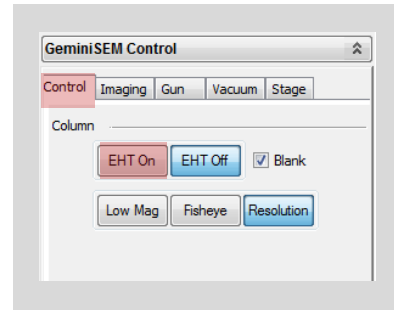 GeminiSEM Control
Control Imaging Gun Vacuum Stage
Column
EHT On EHT Off Blank
Low Mag Fisheye Resolution